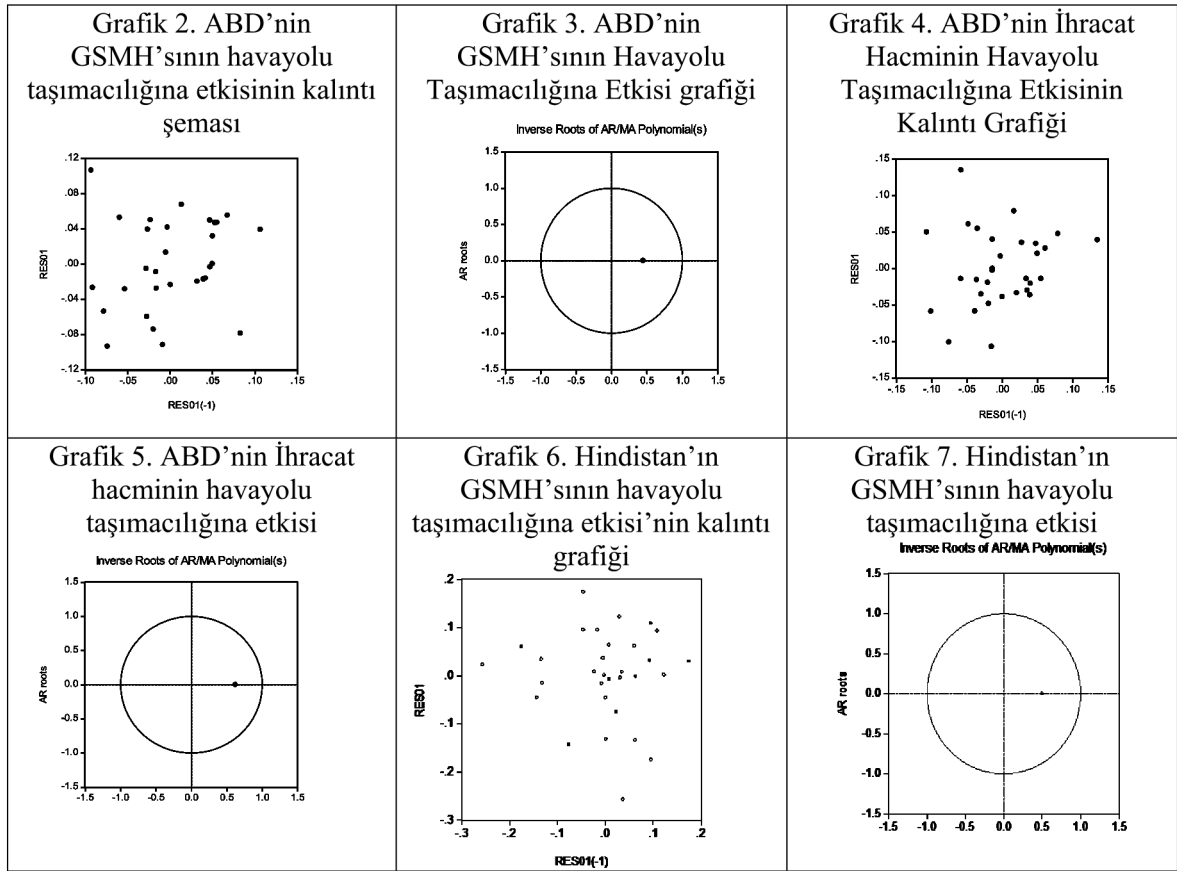 Grafik 2. ABD’nin
GSMH’sının havayolu
taşımacılığına etkisinin kalıntı
şeması
.12
.08
.04
.00
-.04
-.08
-.12
RES01
-.10 -.05 .00 .05 .10 .15
RES01(-1)
Grafik 3. ABD’nin
GSMH’sının Havayolu
Taşımacılığına Etkisi grafiği
Inverse Roots of AR/MA Polynomial(s)
1.5
1.0
0.5
0.0
-0.5
-1.0
-1.5
AR roots
-1.5 -1.0 -0.5 0.0 0.5 1.0 1.5
Grafik 4. ABD’nin İhracat
Hacminin Havayolu
Taşımacılığına Etkisinin
Kalıntı Grafiği
.15
.10
.05
.00
-.05
-.10
-.15
RES01
-.15 -.10 -.05 .00 .05 .10 .15
RES01(-1)
Grafik 5. ABD’nin İhracat
hacminin havayolu
taşımacılığına etkisi
Inverse Roots of AR/MA Polynomial(s)
1.5
1.0
0.5
0.0
-0.5
-1.0
-1.5
AR roots
-1.5 -1.0 -0.5 0.0 0.5 1.0 1.5
Grafik 6. Hindistan’ın
GSMH’sının havayolu
taşımacılığına etkisi’nin kalıntı
grafiği
.2
.1
.0
-.1
-.2
-.3
RES01
-.3 -.2 -.1 .0 .1 .2
RES01(-1)
Grafik 7. Hindistan’ın
GSMH’sının havayolu
taşımacılığına etkisi
Inverse Roots of AR/MA Polynomial(s)
1.5
1.0
0.5
0.0
-0.5
-1.0
-1.5
AR roots
-1.5 -1.0 -0.5 0.0 0.5 1.0 1.5